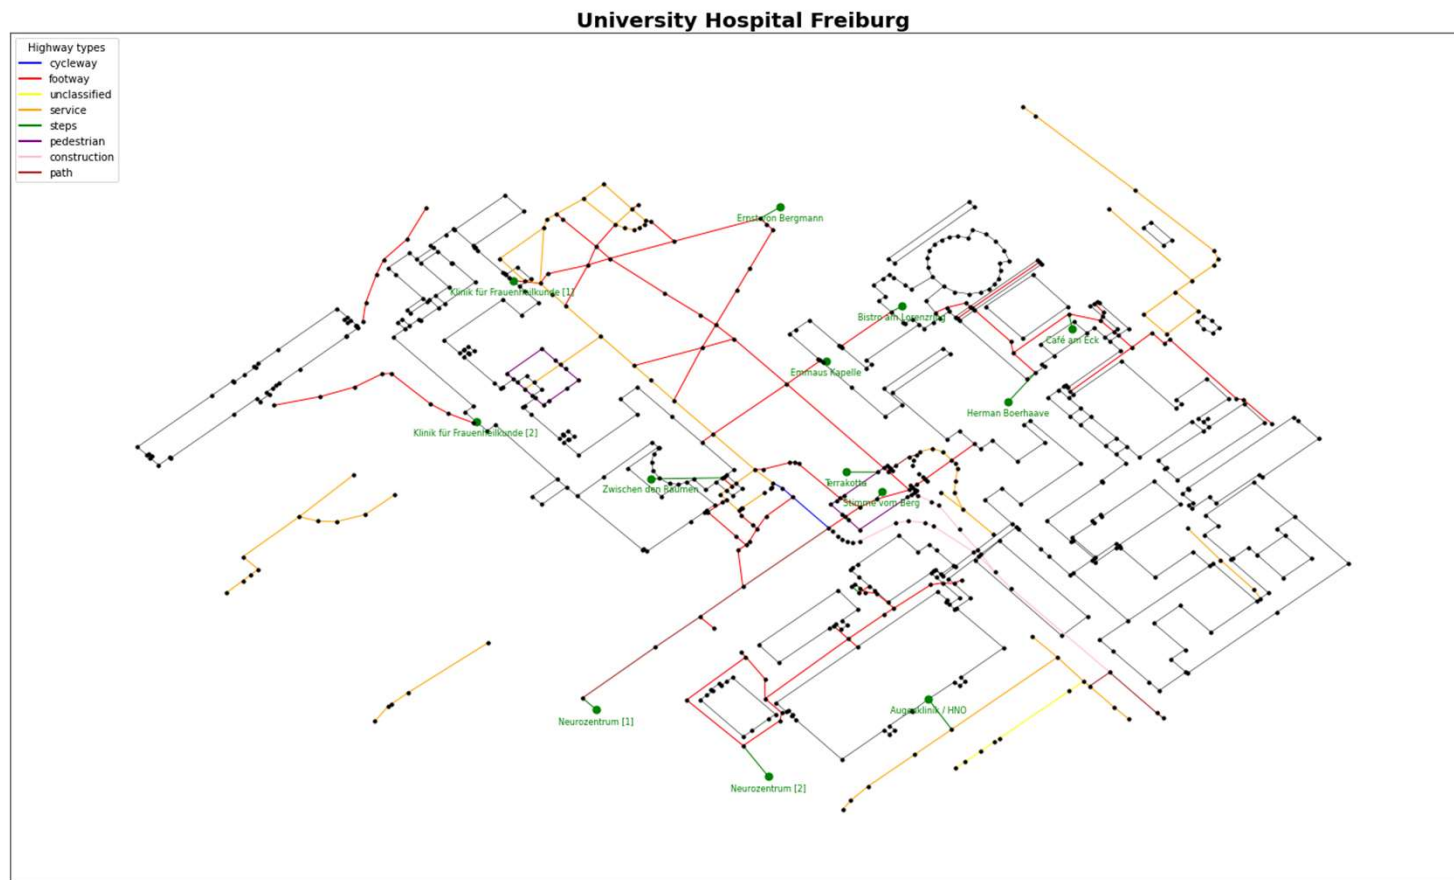 University Hospital Freiburg
Highway types
cycleway
footway
unclassified
service
steps
pedestrian
construction
path
Ernst von Bergmann
Klinik für Frauenheilkunde [1]
Bistro am Lorenzring
Café am Eck
Emmaus Kapelle
Herman Boerhaave
Klinik für Frauenheilkunde [2]
Terrakotta
Zwischen den Räumen
Stimme vom Berg
Augenklinik / HNO
Neurozentrum [1]
Neurozentrum [2]